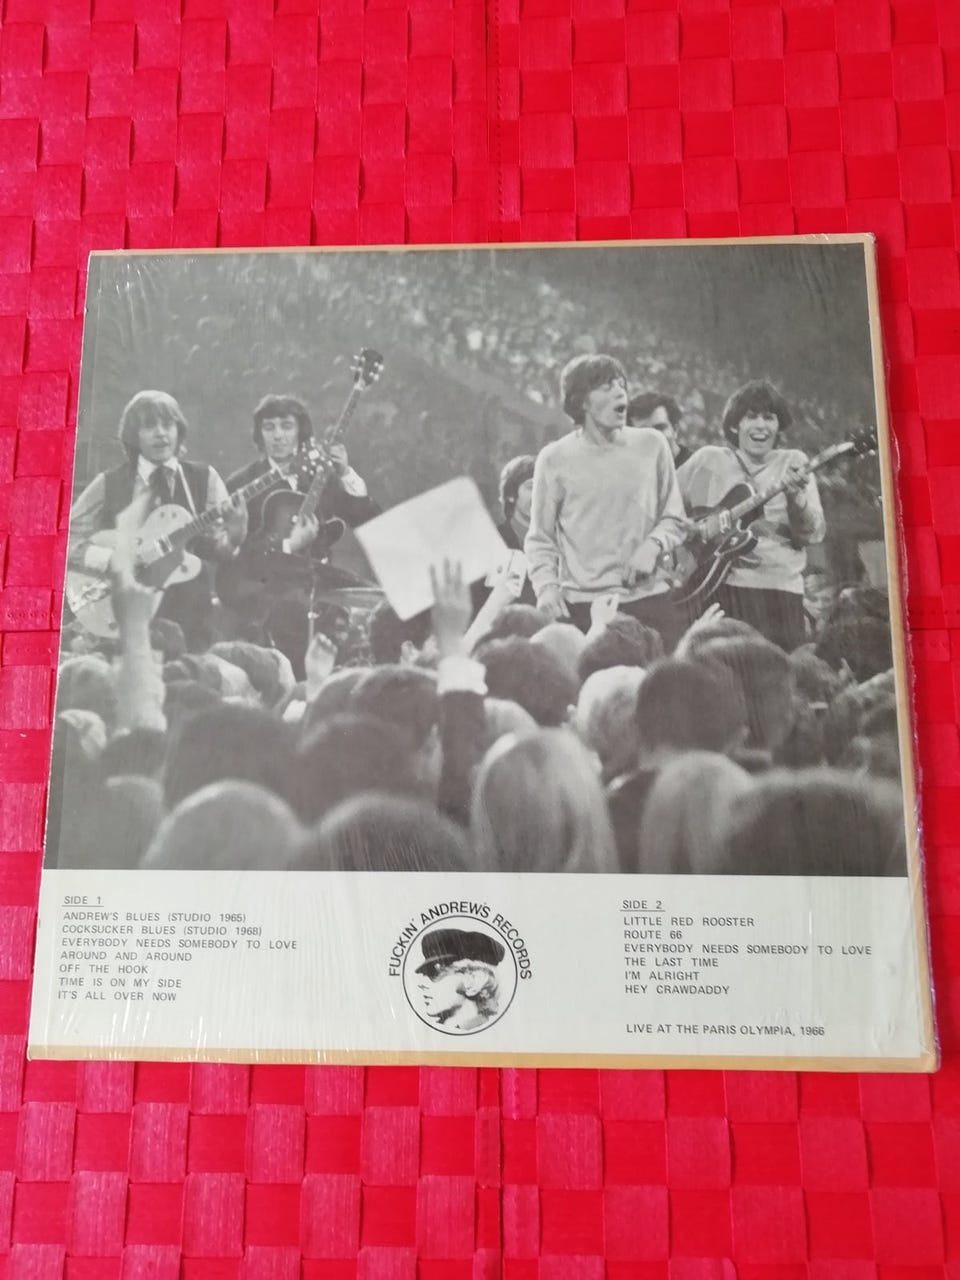 SIDE 1
ANDREW'S BLUES (STUDIO 1965)
COCKSUCKER BLUES (STUDIO 1968)
EVERYBODY NEEDS SOMEBODY TO LOVE
AROUND AND AROUND
OFF THE HOOK
TIME IS ON MY SIDE
IT'S ALL OVER NOW
FUCKIN' ANDREW'S RECORDS
SIDE 2
LITTLE RED ROOSTER
ROUTE 66
EVERYBODY NEEDS SOMEBODY TO LOVE
THE LAST TIME
I'M ALRIGHT
HEY CRAWDADDY
LIVE AT THE PARIS OLYMPIA, 1966